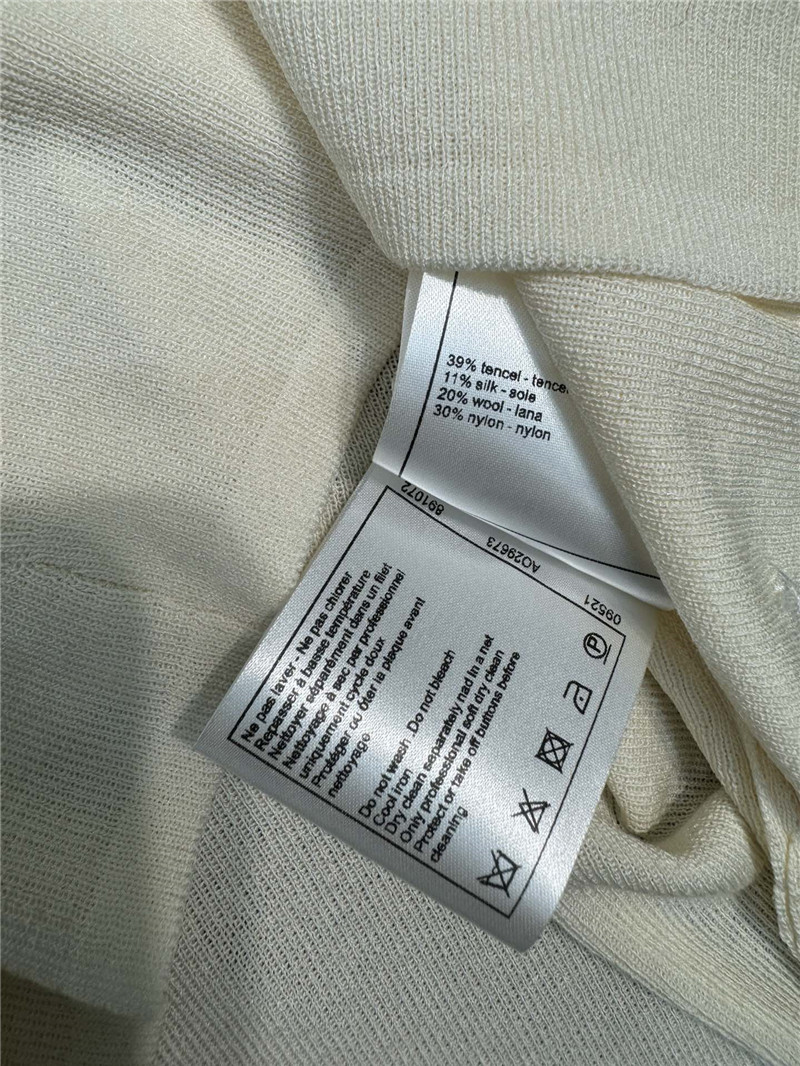 39% tencel - tence
11% silk - soie
20% wool - lana
30% nylon - nylon
891072
AO29673
09521
Ne pas laver - Ne pas chlorer
Repasser à basse température
Nettoyer séparément dans un filet
Nettoyage à sec par professionnel
uniquement cycle doux
Protéger où ôter la plaque avant
nettoyage
Do not wash . Do not bleach
Cool iron
Dry clean separately nad in a net
Only professional soft dry clean
Protect or take off buttons before
cleaning
P